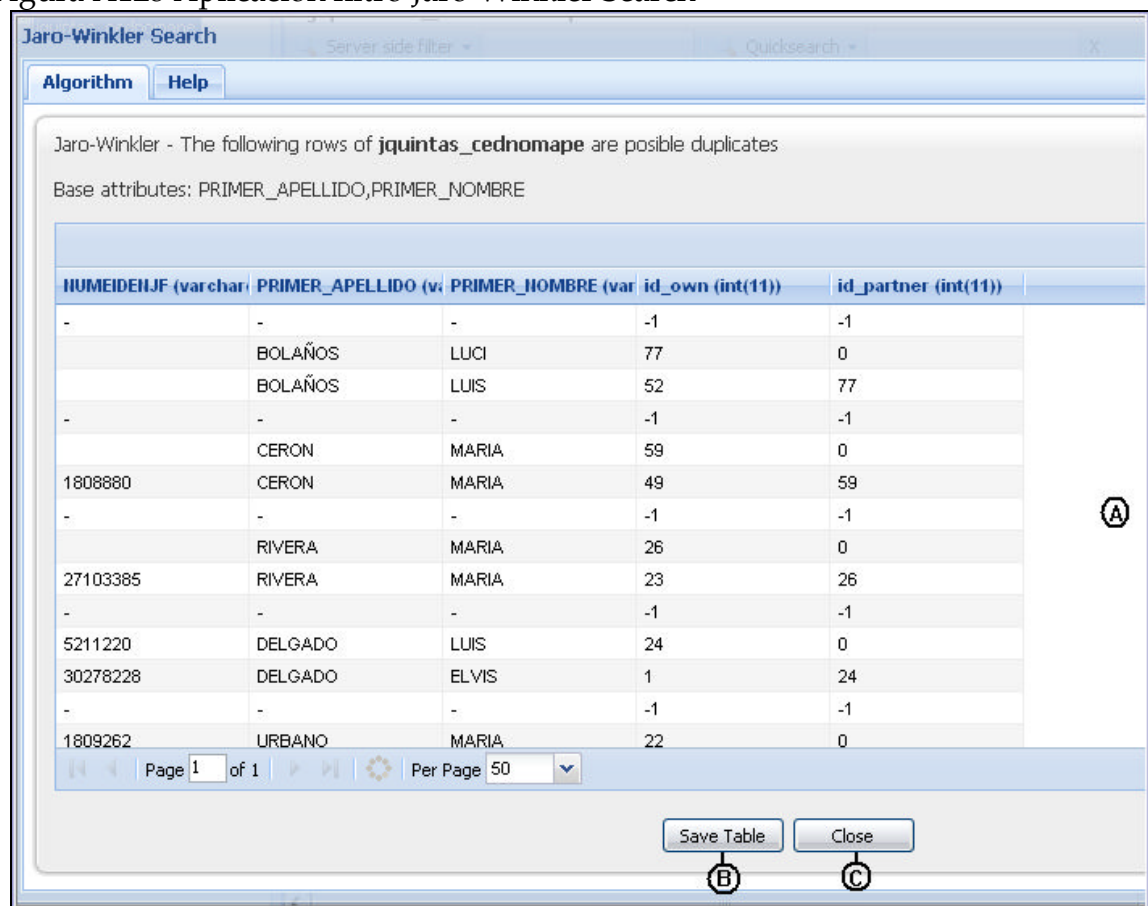 Jaro-Winkler Search
Server side filter Quicksearch X
Algorithm Help
Jaro-Winkler - The following rows of jquintas_cednomape are posible duplicates
Base attributes: PRIMER_APELLIDO,PRIMER_NOMBRE
NUMEIDENJF (varchar( PRIMER_APELLIDO (va PRIMER_NOMBRE (var id_own (int(11)) id_partner (int(11))
- - - -1 -1
BOLAÑOS LUCI 77 0
BOLAÑOS LUIS 52 77
- - - -1 -1
CERON MARIA 59 0
1808880 CERON MARIA 49 59
- - - -1 -1
A
RIVERA MARIA 26 0
27103385 RIVERA MARIA 23 26
- - - -1 -1
5211220 DELGADO LUIS 24 0
30278228 DELGADO ELVIS 1 24
- - - -1 -1
1809262 URBANO MARIA 22 0
Page 1 of 1 Per Page 50
Save Table Close
B C